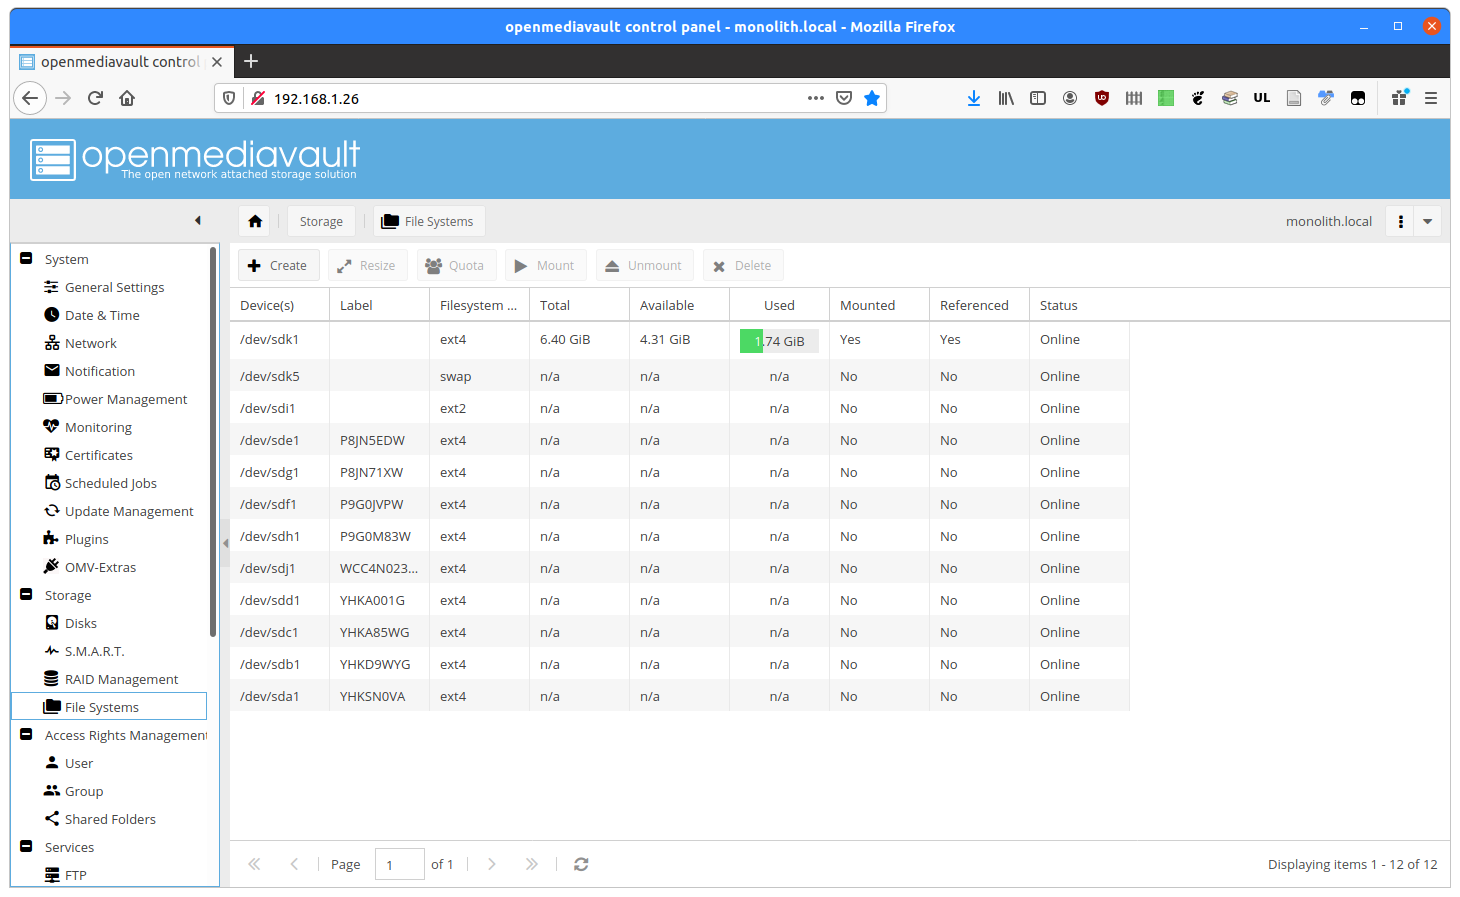 openmediavault control panel - monolith.local - Mozilla Firefox
openmediavault control
192.168.1.26
UL
openmediavault
The open network attached storage solution
Storage File Systems monolith.local
System
General Settings
Date & Time
Network
Notification
Power Management
Monitoring
Certificates
Scheduled Jobs
Update Management
Plugins
OMV-Extras
Storage
Disks
S.M.A.R.T.
RAID Management
File Systems
Access Rights Management
User
Group
Shared Folders
Services
FTP
Create Resize Quota Mount Unmount Delete
Device(s) Label Filesystem ... Total Available Used Mounted Referenced Status
/dev/sdk1 ext4 6.40 GiB 4.31 GiB 1.74 GiB Yes Yes Online
/dev/sdk5 swap n/a n/a n/a No No Online
/dev/sdi1 ext2 n/a n/a n/a No No Online
/dev/sde1 P8JN5EDW ext4 n/a n/a n/a No No Online
/dev/sdg1 P8JN71XW ext4 n/a n/a n/a No No Online
/dev/sdf1 P9G0JVPW ext4 n/a n/a n/a No No Online
/dev/sdh1 P9G0M83W ext4 n/a n/a n/a No No Online
/dev/sdj1 WCC4N023... ext4 n/a n/a n/a No No Online
/dev/sdd1 YHKA001G ext4 n/a n/a n/a No No Online
/dev/sdc1 YHKA85WG ext4 n/a n/a n/a No No Online
/dev/sdb1 YHKD9WYG ext4 n/a n/a n/a No No Online
/dev/sda1 YHKSN0VA ext4 n/a n/a n/a No No Online
Page 1 of 1 Displaying items 1 - 12 of 12